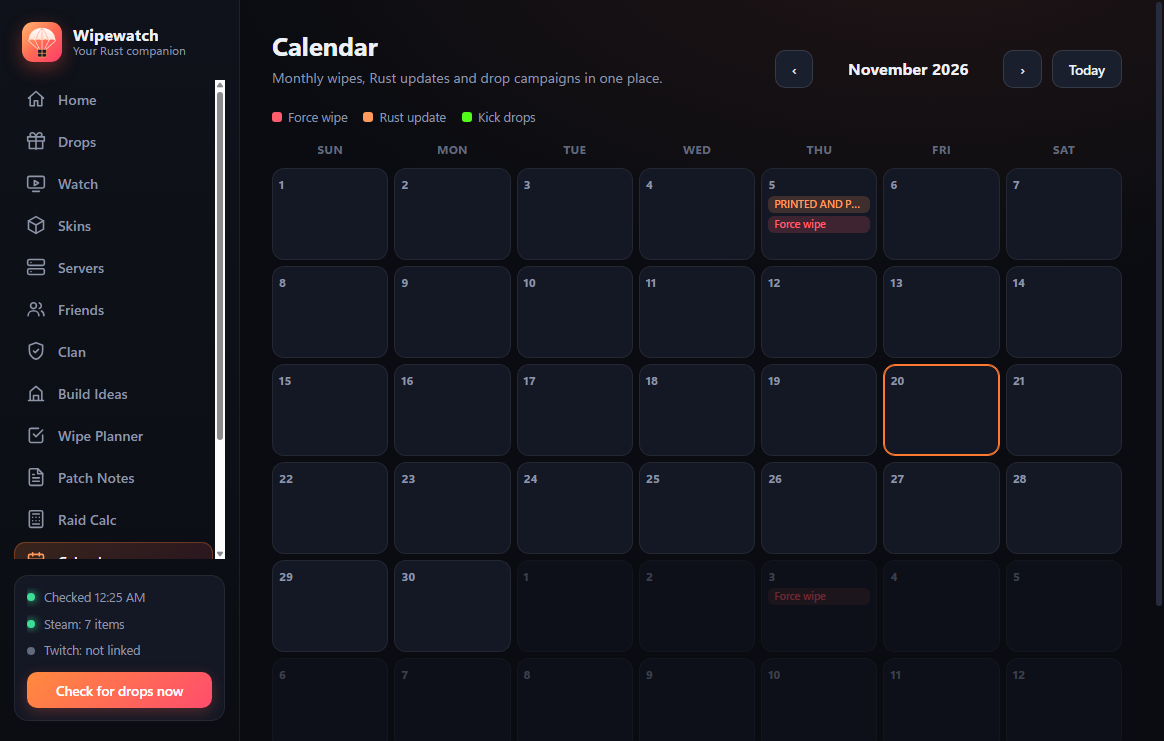 Wipewatch
Your Rust companion
Home
Drops
Watch
Skins
Servers
Friends
Clan
Build Ideas
Wipe Planner
Patch Notes
Raid Calc
Checked 12:25 AM
Steam: 7 items
Twitch: not linked
Check for drops now
Calendar
Monthly wipes, Rust updates and drop campaigns in one place.
‹ November 2026 › Today
Force wipe Rust update Kick drops
SUN MON TUE WED THU FRI SAT
1 2 3 4 5 6 7
PRINTED AND P...
Force wipe
8 9 10 11 12 13 14
15 16 17 18 19 20 21
22 23 24 25 26 27 28
29 30 1 2 3 4 5
Force wipe
6 7 8 9 10 11 12